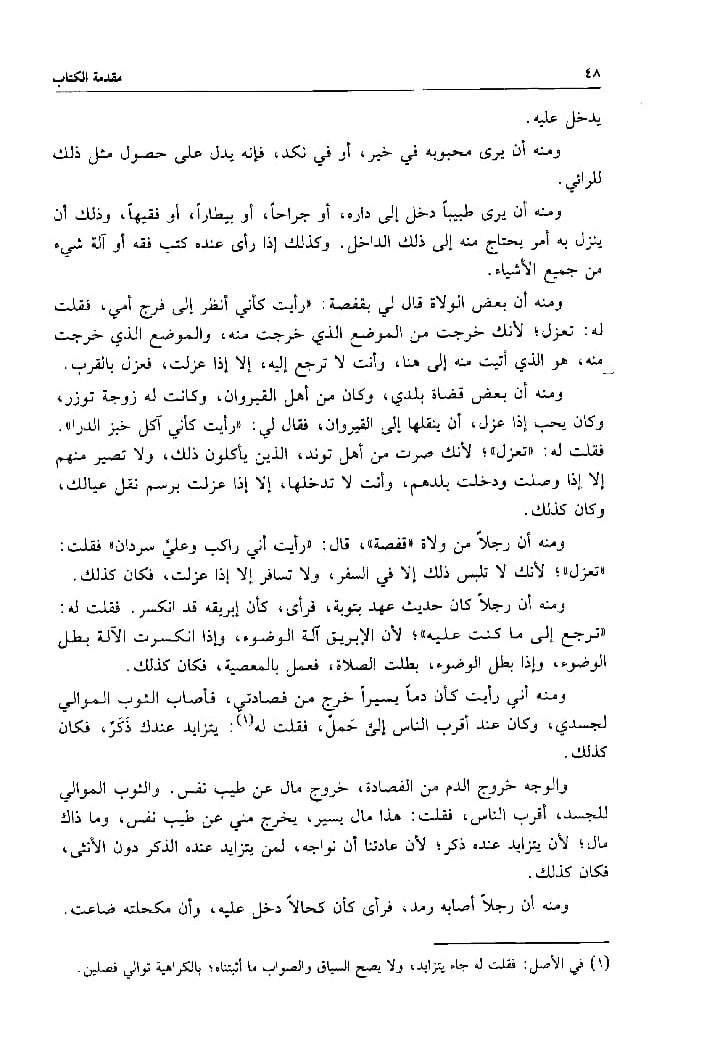 ٤٨ مقدمة الكتاب
يدخل عليه.
ومنه أن يرى محبوبه في خير، أو في نكد، فإنه يدل على حصول مثل ذلك
للرائي.
ومنه أن يرى طبيباً دخل إلى داره، أو جراحاً، أو بيطاراً، أو فقيهاً، وذلك أن
ينزل به أمر يحتاج منه إلى ذلك الداخل. وكذلك إذا رأى عنده كتب فقه أو آلة شيء
من جميع الأشياء.
ومنه أن بعض الولاة قال لي بقفصة: «رأيت كأني أنظر إلى فرج أمي، فقلت
له: تعزل؛ لأنك خرجت من الموضع الذي خرجت منه، والموضع الذي خرجت
منه، هو الذي أتيت منه إلى هنا، وأنت لا ترجع إليه، إلا إذا عزلت، فعزل بالقرب.
ومنه أن بعض قضاة بلدي، وكان من أهل القيروان، وكانت له زوجة توزر،
وكان يحب إذا عزل، أن ينقلها إلى القيروان، فقال لي: «رأيت كأني آكل خبز الدرا».
فقلت له: «تعزل»؛ لأنك صرت من أهل توند، الذين يأكلون ذلك، ولا تصير منهم
إلا إذا وصلت ودخلت بلدهم، وأنت لا تدخلها، إلا إذا عزلت برسم نقل عيالك،
وكان كذلك.
ومنه أن رجلاً من ولاة «قفصة»، قال: «رأيت أني راكب وعليَّ سردان» فقلت:
«تعزل»؛ لأنك لا تلبس ذلك إلا في السفر، ولا تسافر إلا إذا عزلت، فكان كذلك.
ومنه أن رجلاً كان حديث عهد بتوبة، فرأى، كأن إبريقه قد انكسر. فقلت له:
«ترجع إلى ما كنت عليه»؛ لأن الإبريق آلة الوضوء، وإذا انكسرت الآلة بطل
الوضوء، وإذا بطل الوضوء، بطلت الصلاة، فعمل بالمعصية، فكان كذلك.
ومنه أني رأيت كأن دماً يسيراً خرج من فصادتي، فأصاب الثوب الموالي
لجسدي، وكان عند أقرب الناس إليَّ حَملٌ، فقلت له(١): يتزايد عندك ذَكَرٌ، فكان
كذلك.
والوجه خروج الدم من الفصادة، خروج مال عن طيب نفس. والثوب الموالي
للجسد، أقرب الناس، فقلت: هذا مال يسير، يخرج مني عن طيب نفس، وما ذاك
مال؛ لأن يتزايد عنده ذكر؛ لأن عادتنا أن نواجه، لمن يتزايد عنده الذكر دون الأنثى،
فكان كذلك.
ومنه أن رجلاً أصابه رمد، فرأى كأن كحالاً دخل عليه، وأن مكحلته ضاعت.
(١) في الأصل: فقلت له جاء يتزايد، ولا يصح السياق والصواب ما أثبتناه؛ بالكراهية توالي فصلين.